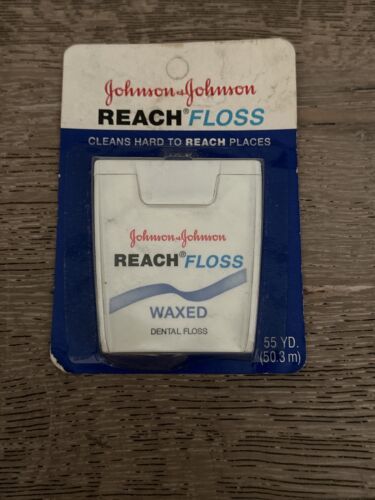 Johnson & Johnson
REACH® FLOSS
CLEANS HARD TO REACH PLACES
Johnson & Johnson
REACH® FLOSS
WAXED
DENTAL FLOSS
55 YD.
(50.3 m)